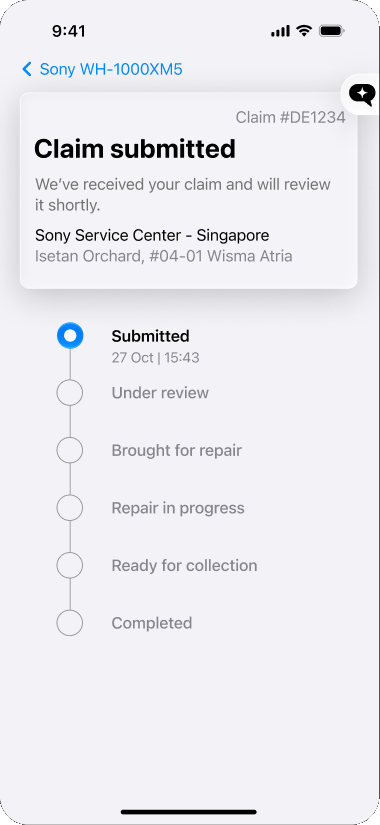 9:41
Sony WH-1000XM5
Claim #DE1234
Claim submitted
We've received your claim and will review
it shortly.
Sony Service Center - Singapore
Isetan Orchard, #04-01 Wisma Atria
Submitted
27 Oct | 15:43
Under review
Brought for repair
Repair in progress
Ready for collection
Completed